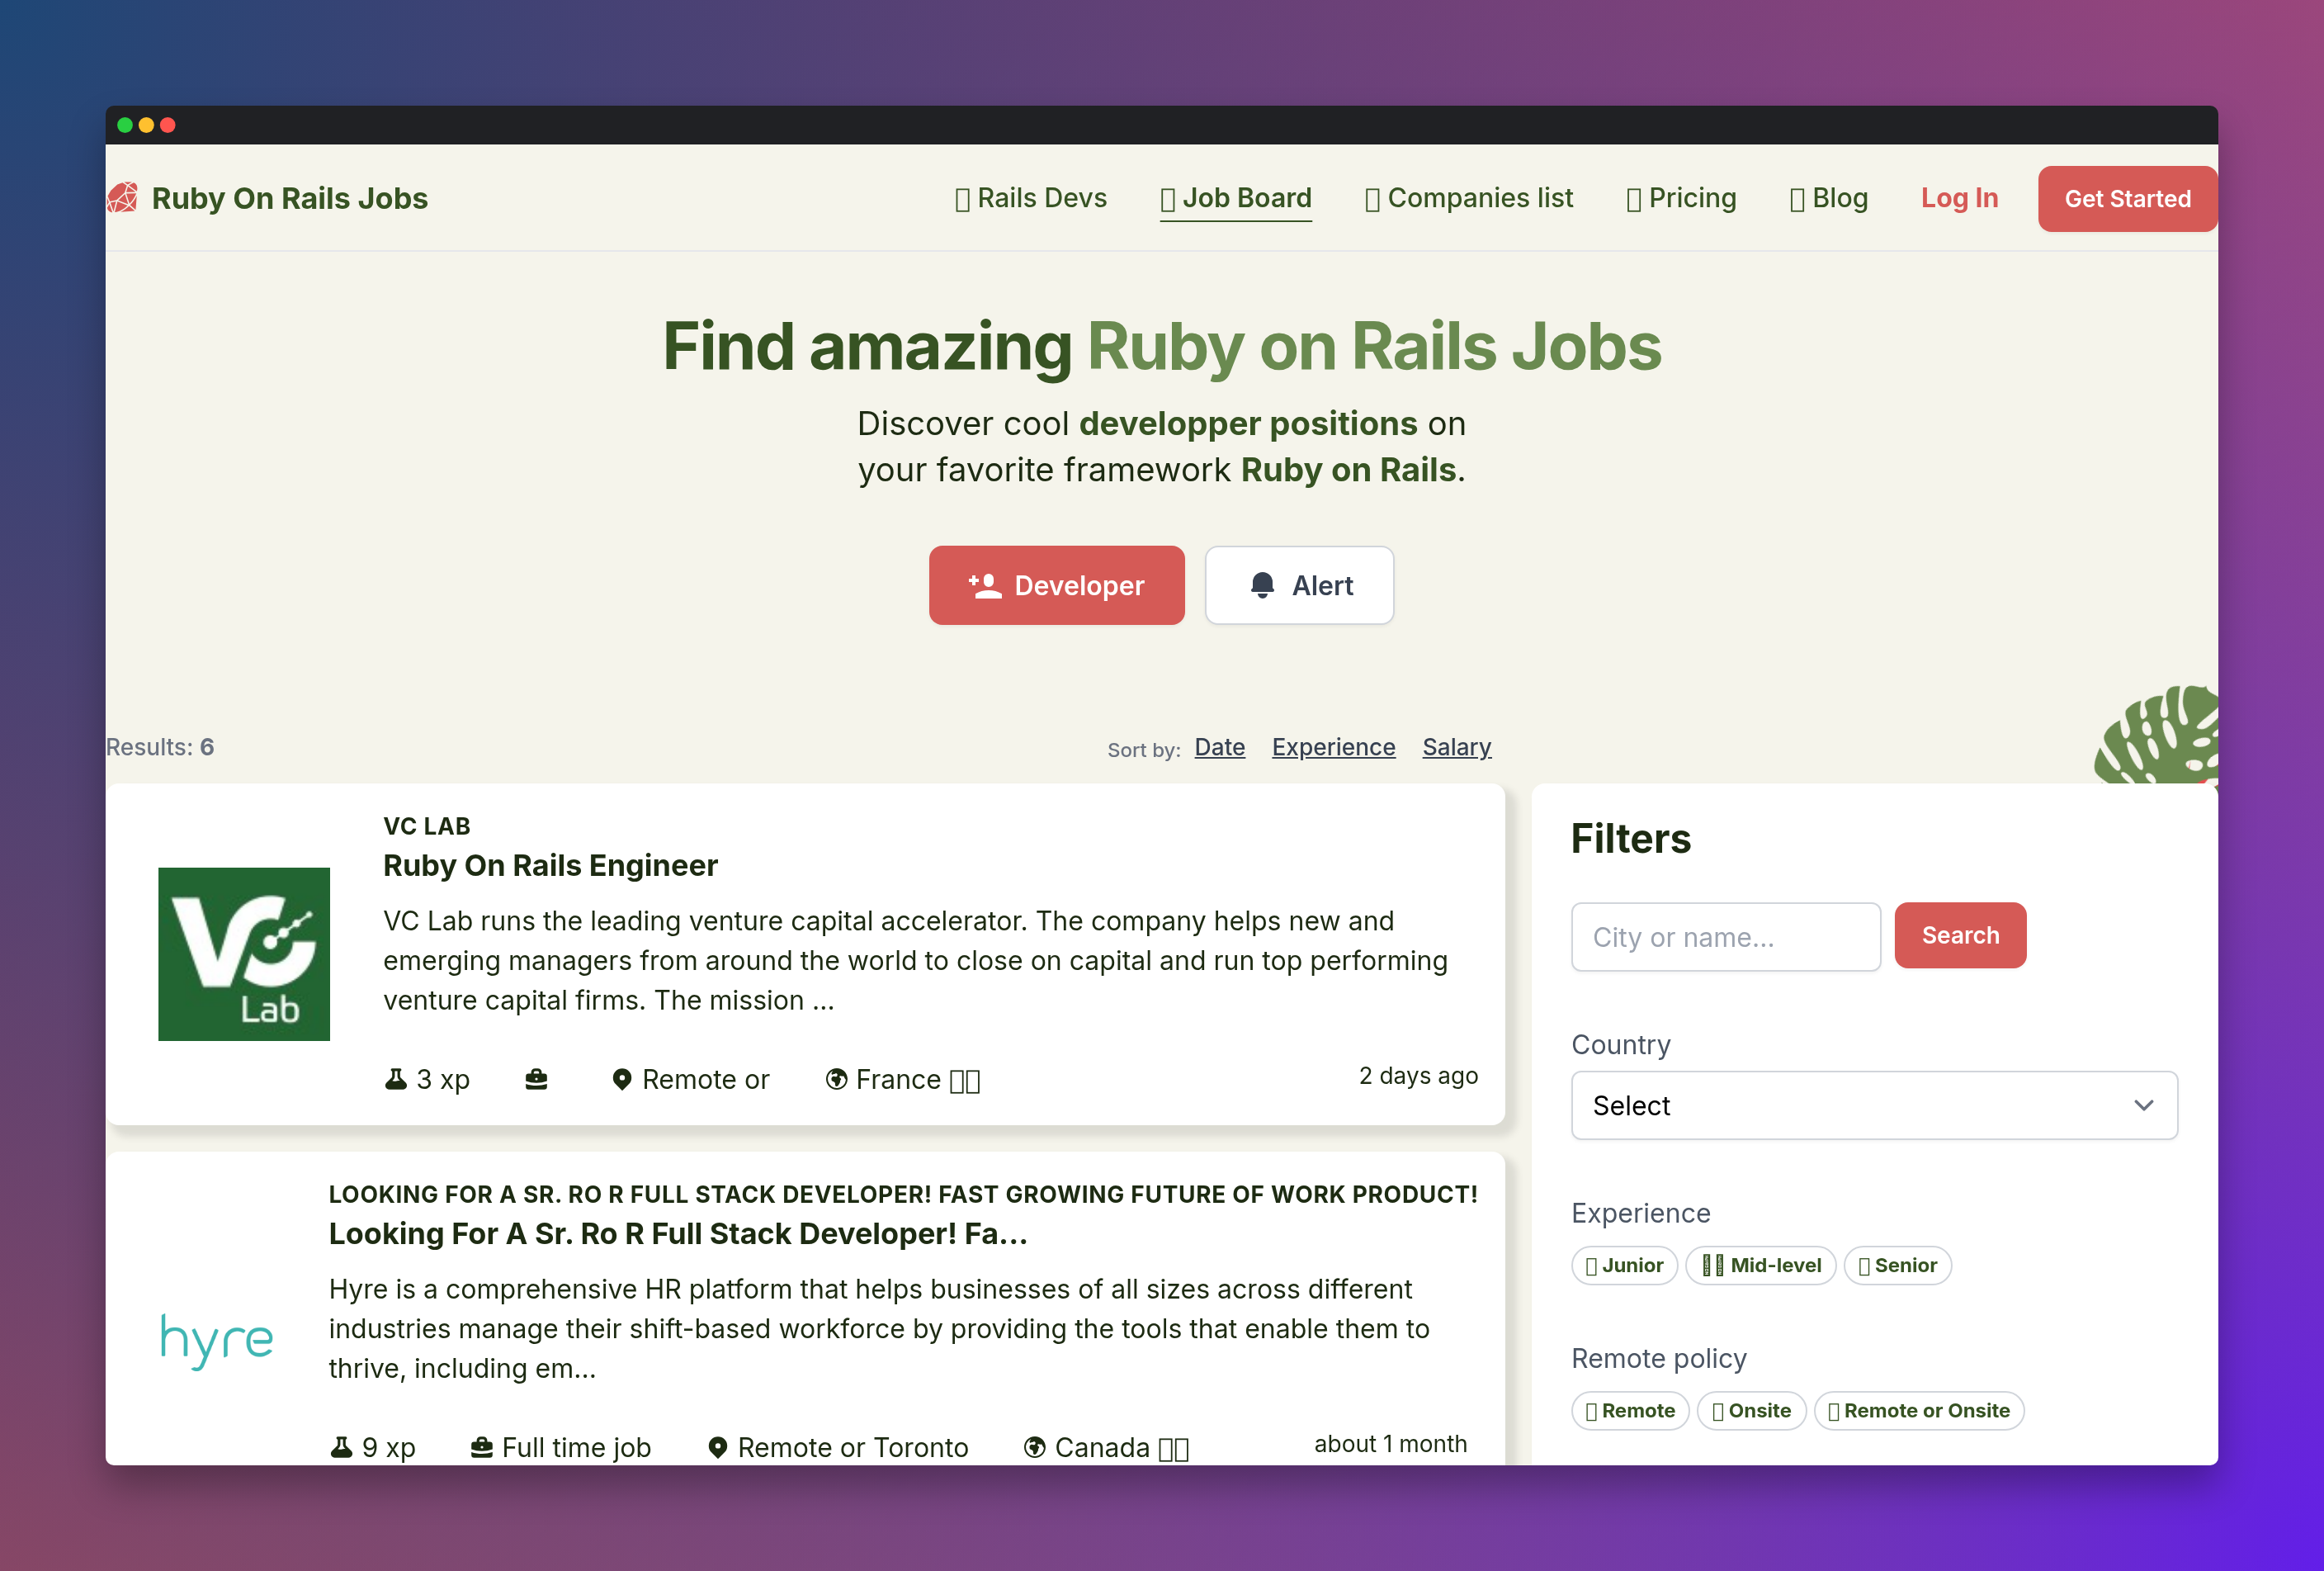 Ruby On Rails Jobs
Rails Devs
Job Board
Companies list
Pricing
Blog
Log In
Get Started
Find amazing Ruby on Rails Jobs
Discover cool developper positions on
your favorite framework Ruby on Rails.
Developer
Alert
Results: 6
Sort by: Date Experience Salary
VC LAB
Ruby On Rails Engineer
VC Lab runs the leading venture capital accelerator. The company helps new and
emerging managers from around the world to close on capital and run top performing
venture capital firms. The mission ...
VC
Lab
3 xp
Remote or
France
2 days ago
LOOKING FOR A SR. RO R FULL STACK DEVELOPER! FAST GROWING FUTURE OF WORK PRODUCT!
Looking For A Sr. Ro R Full Stack Developer! Fa...
Hyre is a comprehensive HR platform that helps businesses of all sizes across different
industries manage their shift-based workforce by providing the tools that enable them to
thrive, including em...
hyre
9 xp
Full time job
Remote or Toronto
Canada
about 1 month
Filters
City or name...
Search
Country
Select
Experience
Junior
Mid-level
Senior
Remote policy
Remote
Onsite
Remote or Onsite